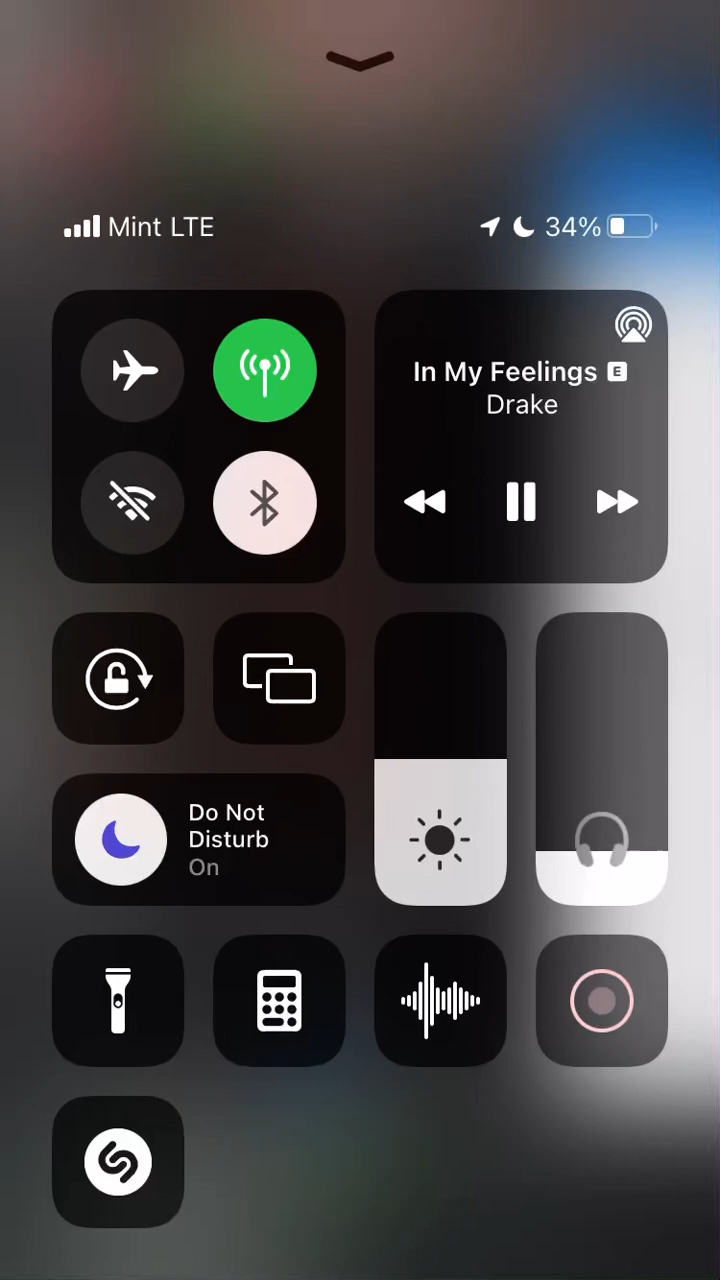 Mint LTE
34%
In My Feelings E
Drake
Do Not
Disturb
On